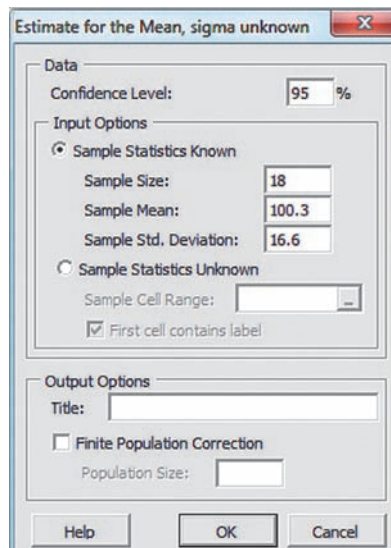 Estimate for the Mean, sigma unknown
Data
Confidence Level: 95 %
Input Options
Sample Statistics Known
Sample Size: 18
Sample Mean: 100.3
Sample Std. Deviation: 16.6
Sample Statistics Unknown
Sample Cell Range: ...
First cell contains label
Output Options
Title:
Finite Population Correction
Population Size:
Help OK Cancel